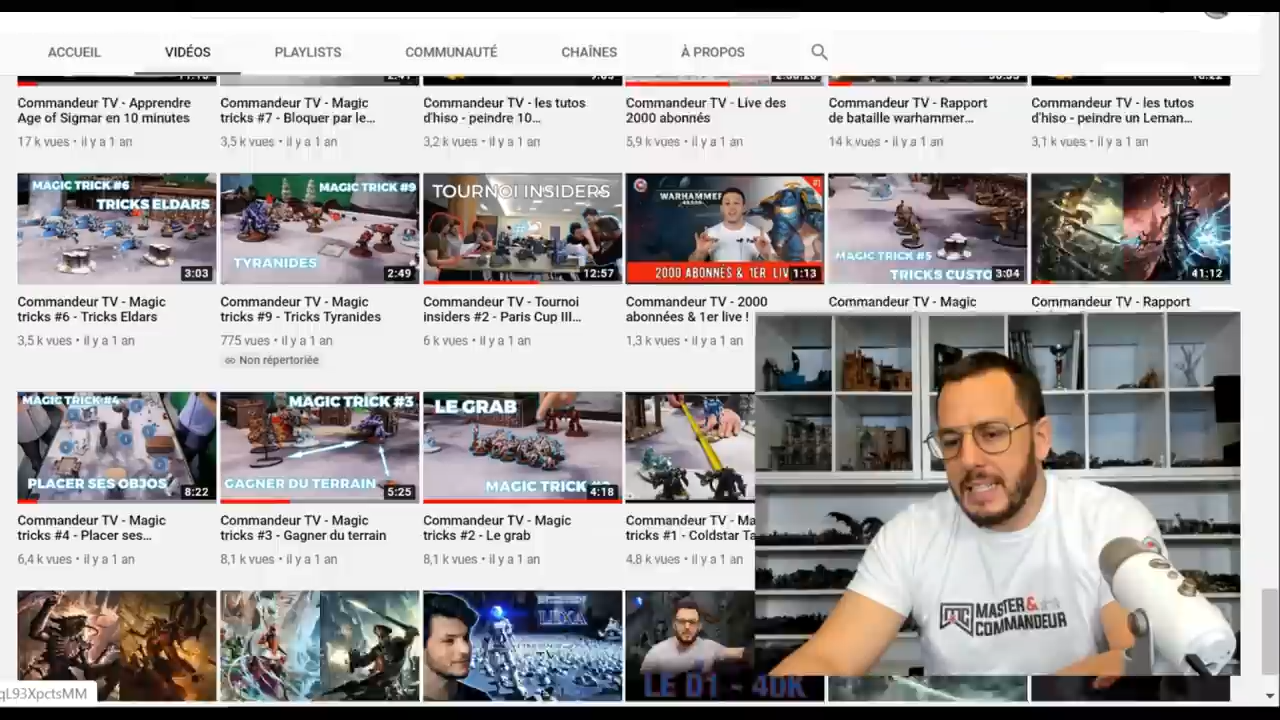 ACCUEIL VIDÉOS PLAYLISTS COMMUNAUTÉ CHAÎNES À PROPOS
Commandeur TV - Apprendre
Age of Sigmar en 10 minutes
17 k vues • il y a 1 an
Commandeur TV - Magic
tricks #7 - Bloquer par le...
3,5 k vues • il y a 1 an
Commandeur TV - les tutos
d'hiso - peindre 10...
3,2 k vues • il y a 1 an
Commandeur TV - Live des
2000 abonnés
5,9 k vues • il y a 1 an
Commandeur TV - Rapport
de bataille warhammer...
14 k vues • il y a 1 an
Commandeur TV - les tutos
d'hiso - peindre un Leman...
3,1 k vues • il y a 1 an
MAGIC TRICK #6
TRICKS ELDARS
3:03
Commandeur TV - Magic
tricks #6 - Tricks Eldars
3,5 k vues • il y a 1 an
MAGIC TRICK #9
TYRANIDES
2:49
Commandeur TV - Magic
tricks #9 - Tricks Tyranides
775 vues • il y a 1 an
Non répertoriée
TOURNOI INSIDERS
#2
12:57
Commandeur TV - Tournoi
insiders #2 - Paris Cup III...
6 k vues • il y a 1 an
#1
WARHAMMER
40,000
2000 ABONNÉS & 1ER LIV
1:13
Commandeur TV - 2000
abonnées & 1er live !
1,3 k vues • il y a 1 an
MAGIC TRICK #5
TRICKS CUSTO
3:04
Commandeur TV - Magic
41:12
Commandeur TV - Rapport
MAGIC TRICK #4
PLACER SES OBJOS
8:22
Commandeur TV - Magic
tricks #4 - Placer ses...
6,4 k vues • il y a 1 an
MAGIC TRICK #3
GAGNER DU TERRAIN
5:25
Commandeur TV - Magic
tricks #3 - Gagner du terrain
8,1 k vues • il y a 1 an
LE GRAB
MAGIC TRICK
4:18
Commandeur TV - Magic
tricks #2 - Le grab
8,1 k vues • il y a 1 an
Commandeur TV - Ma
tricks #1 - Coldstar Ta
4,8 k vues • il y a 1 an
MASTER &
COMMANDEUR
LE 01 - 40K
qL93XpctsMM